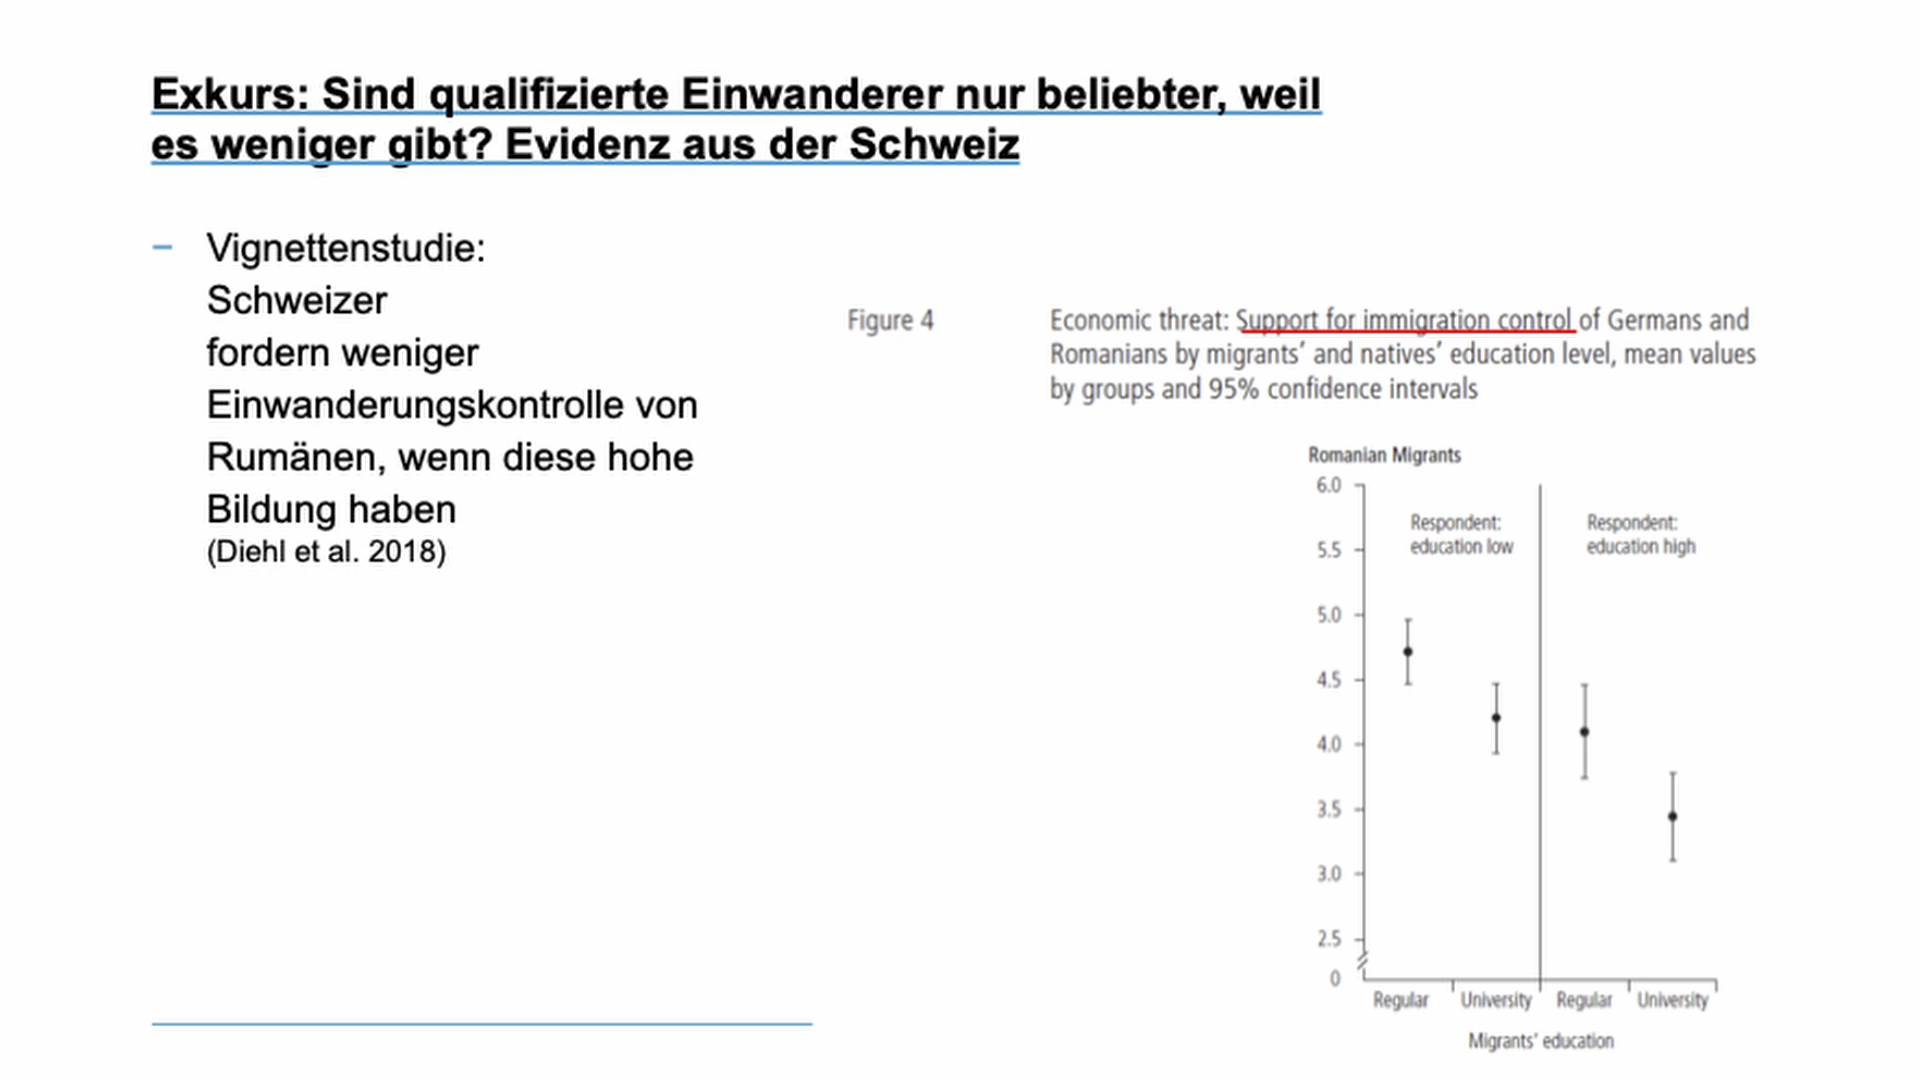 Exkurs: Sind qualifizierte Einwanderer nur beliebter, weil
es weniger gibt? Evidenz aus der Schweiz
– Vignettenstudie:
Schweizer
fordern weniger
Einwanderungskontrolle von
Rumänen, wenn diese hohe
Bildung haben
(Diehl et al. 2018)
Figure 4
Economic threat: Support for immigration control of Germans and
Romanians by migrants’ and natives’ education level, mean values
by groups and 95% confidence intervals
Romanian Migrants
6.0
5.5
5.0
4.5
4.0
3.5
3.0
2.5
0
Respondent:
education low
Respondent:
education high
Regular University Regular University
Migrants’ education